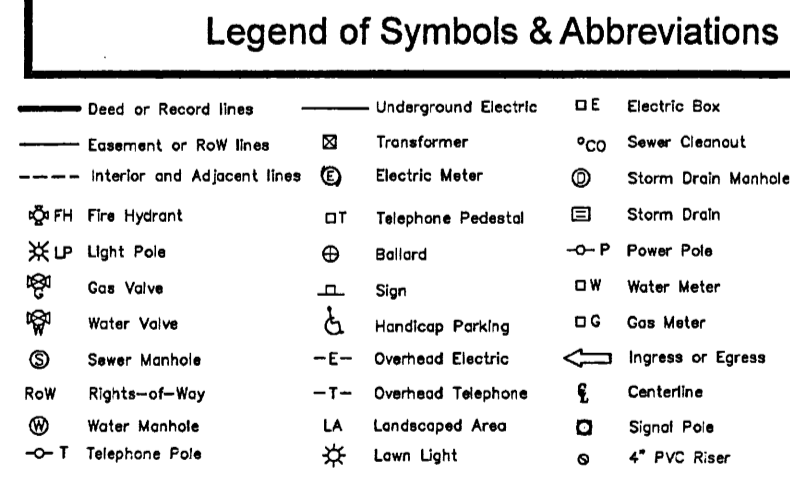 Legend of Symbols & Abbreviations
Deed or Record lines
Easement or RoW lines
Interior and Adjacent lines
FH Fire Hydrant
LP Light Pole
G Gas Valve
W Water Valve
S Sewer Manhole
RoW Rights-of-Way
W Water Manhole
T Telephone Pole
Underground Electric
Transformer
E Electric Meter
T Telephone Pedestal
Ballard
Sign
Handicap Parking
-E- Overhead Electric
-T- Overhead Telephone
LA Landscaped Area
Lawn Light
E Electric Box
CO Sewer Cleanout
D Storm Drain Manhole
Storm Drain
P Power Pole
W Water Meter
G Gas Meter
Ingress or Egress
℄ Centerline
Signal Pole
4" PVC Riser